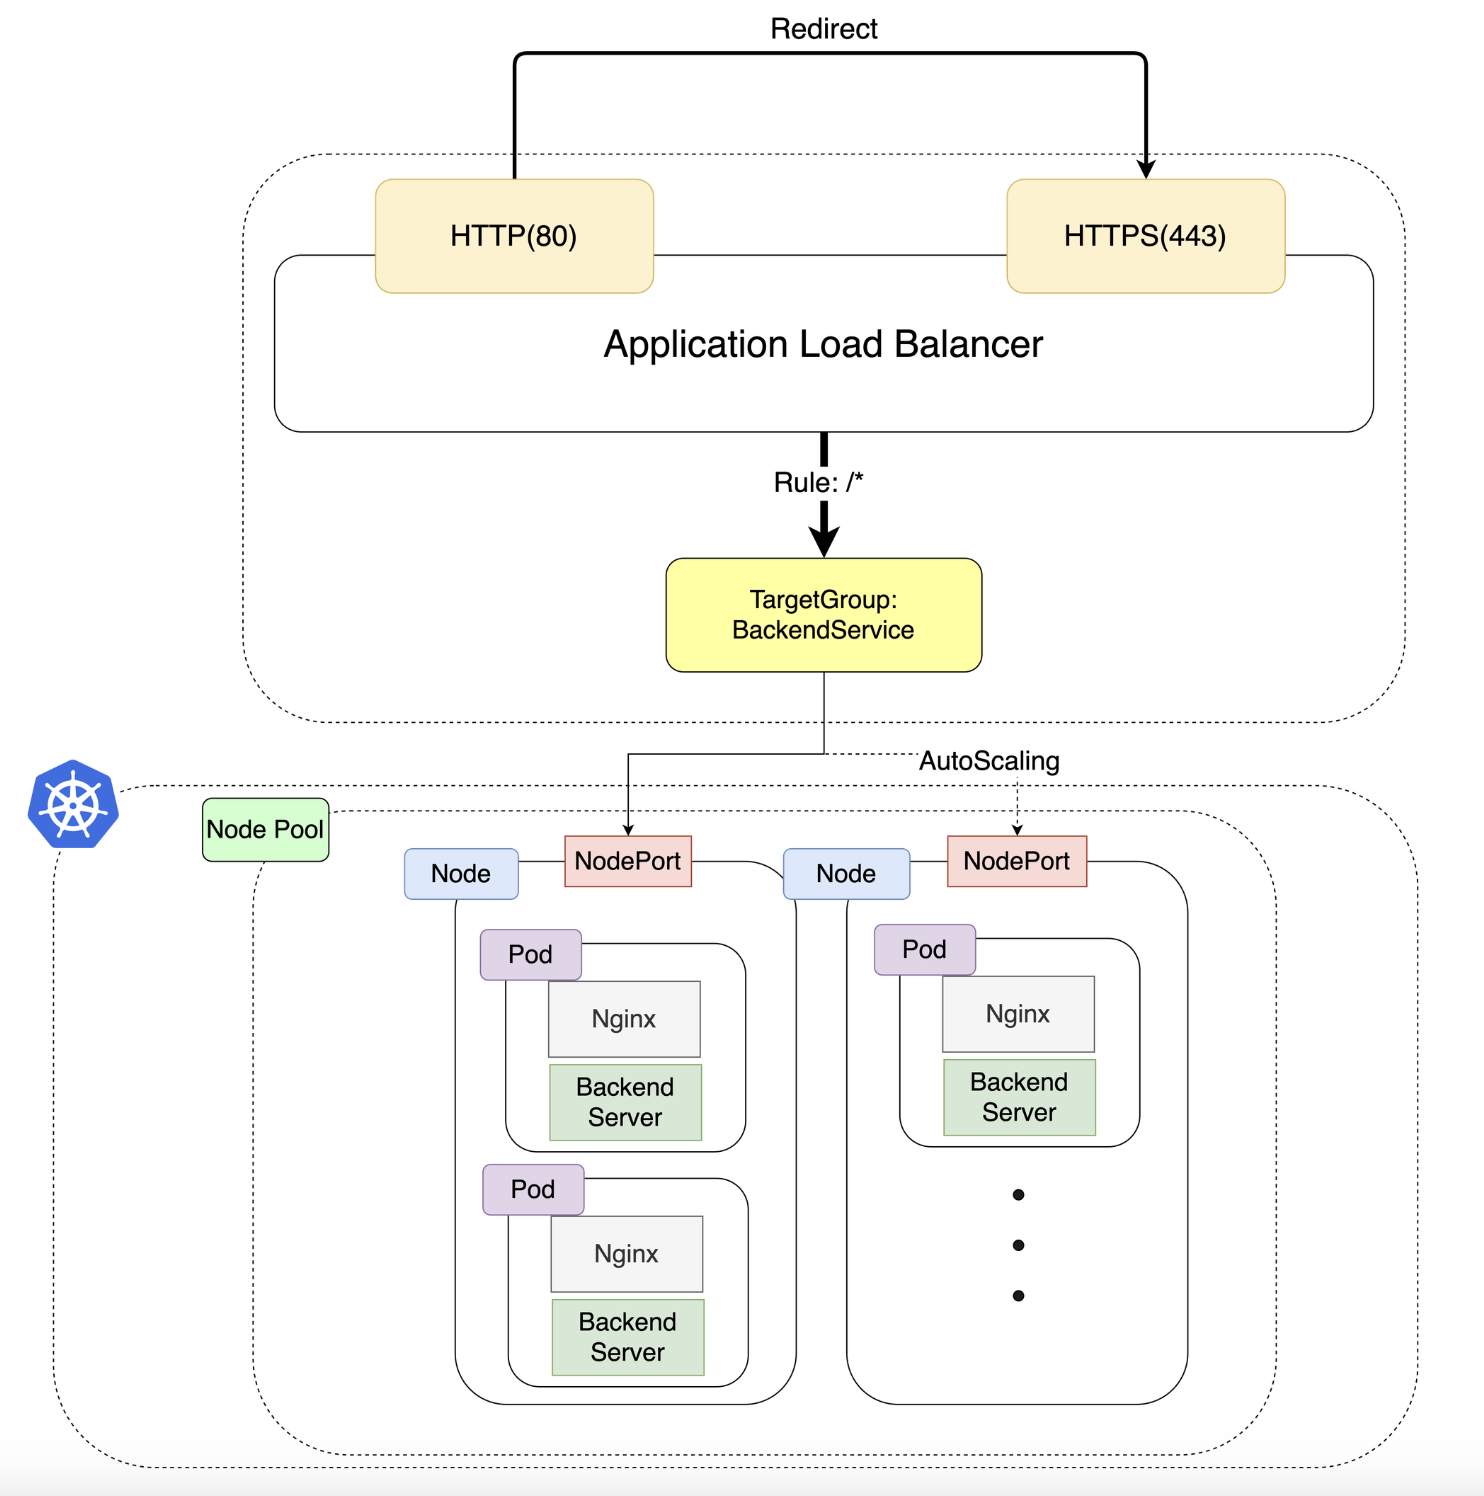 Redirect
HTTP(80)
HTTPS(443)
Application Load Balancer
Rule: /*
TargetGroup:
BackendService
AutoScaling
Node Pool
Node
NodePort
Node
NodePort
Pod
Nginx
Backend
Server
Pod
Nginx
Backend
Server
Pod
Nginx
Backend
Server